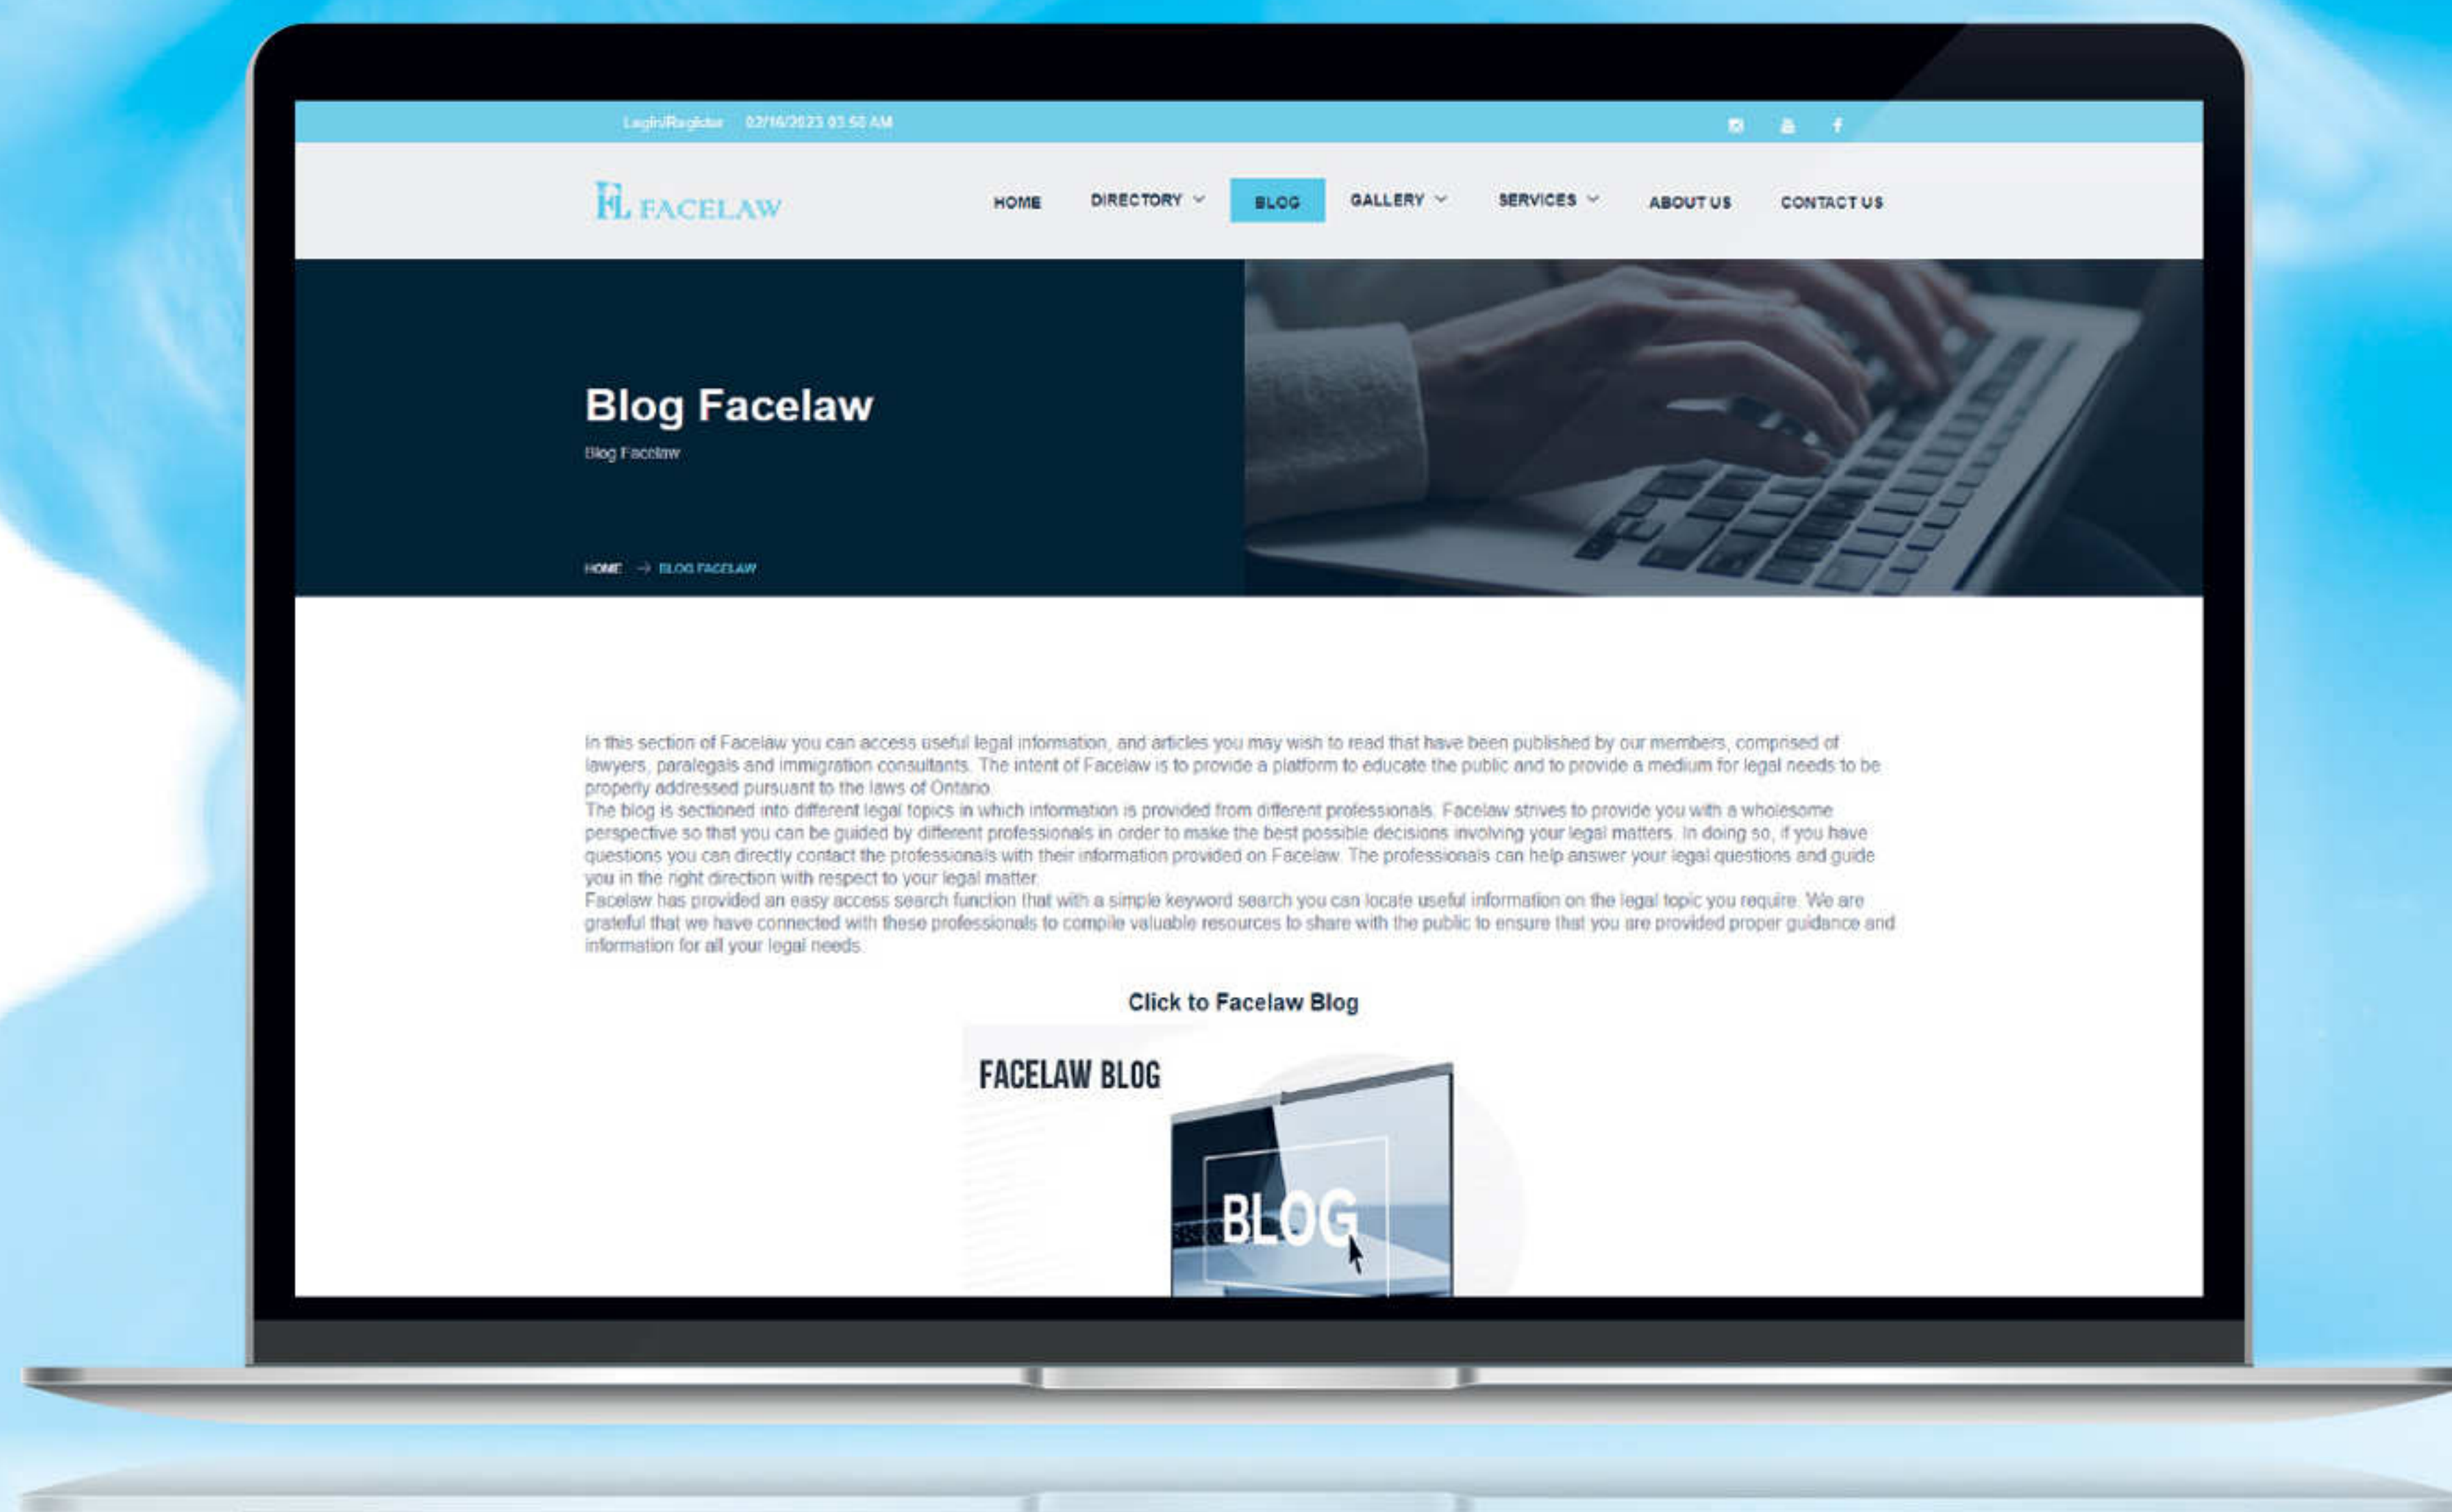 Login/Register 02/16/2023 03:50 AM
FL FACELAW
HOME DIRECTORY BLOG GALLERY SERVICES ABOUT US CONTACT US
Blog Facelaw
Blog Facelaw
HOME → BLOG FACELAW
In this section of Facelaw you can access useful legal information, and articles you may wish to read that have been published by our members, comprised of
lawyers, paralegals and immigration consultants. The intent of Facelaw is to provide a platform to educate the public and to provide a medium for legal needs to be
properly addressed pursuant to the laws of Ontario.
The blog is sectioned into different legal topics in which information is provided from different professionals. Facelaw strives to provide you with a wholesome
perspective so that you can be guided by different professionals in order to make the best possible decisions involving your legal matters. In doing so, if you have
questions you can directly contact the professionals with their information provided on Facelaw. The professionals can help answer your legal questions and guide
you in the right direction with respect to your legal matter.
Facelaw has provided an easy access search function that with a simple keyword search you can locate useful information on the legal topic you require. We are
grateful that we have connected with these professionals to compile valuable resources to share with the public to ensure that you are provided proper guidance and
information for all your legal needs.
Click to Facelaw Blog
FACELAW BLOG
BLOG